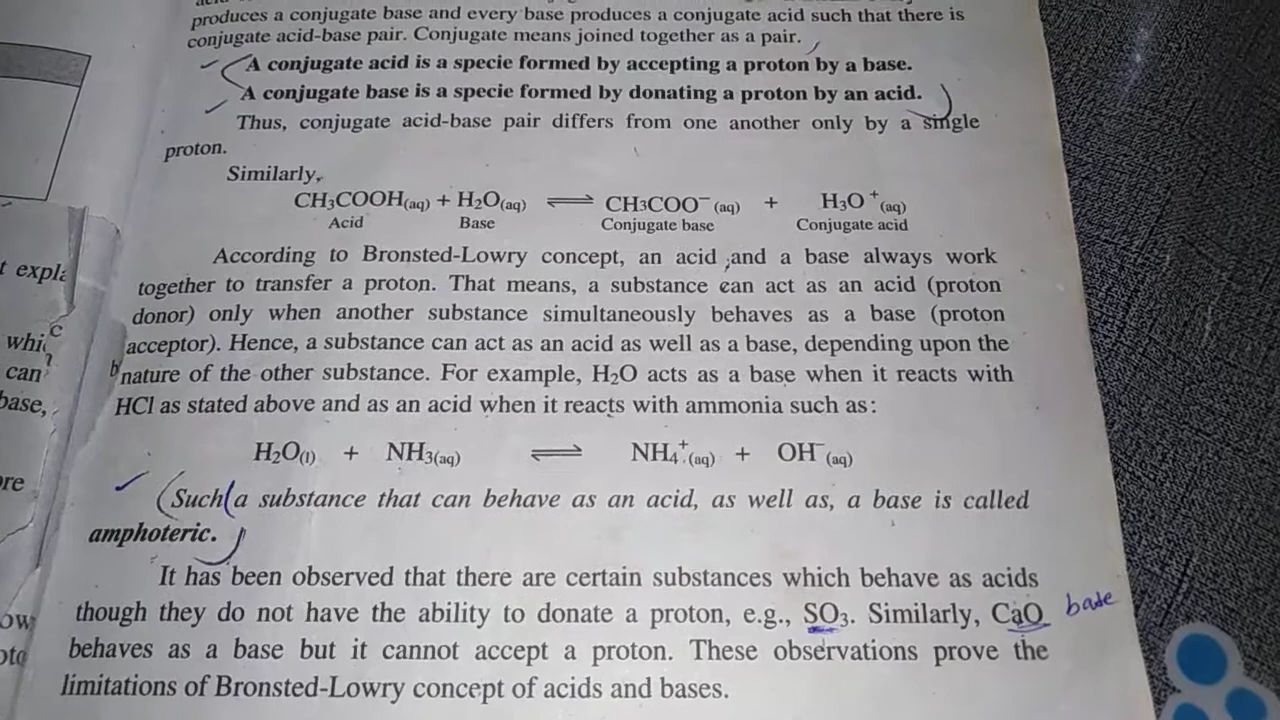 produces a conjugate base and every base produces a conjugate acid such that there is
conjugate acid-base pair. Conjugate means joined together as a pair.
A conjugate acid is a specie formed by accepting a proton by a base.
A conjugate base is a specie formed by donating a proton by an acid.
Thus, conjugate acid-base pair differs from one another only by a single
proton.
Similarly,
CH₃COOH(aq) + H₂O(aq) ⇌ CH3COO⁻(aq) + H₃O⁺(aq)
Acid Base Conjugate base Conjugate acid
According to Bronsted-Lowry concept, an acid and a base always work
together to transfer a proton. That means, a substance can act as an acid (proton
donor) only when another substance simultaneously behaves as a base (proton
acceptor). Hence, a substance can act as an acid as well as a base, depending upon the
nature of the other substance. For example, H₂O acts as a base when it reacts with
HCl as stated above and as an acid when it reacts with ammonia such as:
H₂O(l) + NH₃(aq) ⇌ NH₄⁺(aq) + OH⁻(aq)
Such a substance that can behave as an acid, as well as, a base is called
amphoteric.
It has been observed that there are certain substances which behave as acids
though they do not have the ability to donate a proton, e.g., SO₃. Similarly, CaO base
behaves as a base but it cannot accept a proton. These observations prove the
limitations of Bronsted-Lowry concept of acids and bases.
can
base,